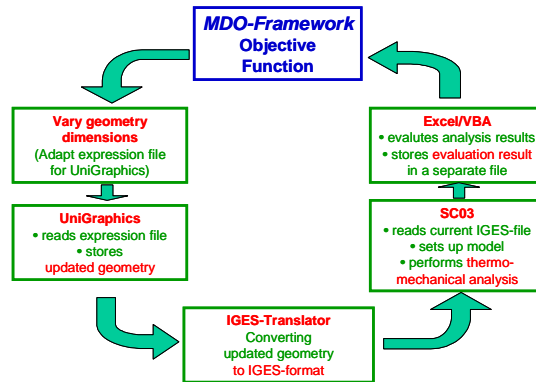 MDO-Framework
Objective
Function
Vary geometry
dimensions
(Adapt expression file
for UniGraphics)
UniGraphics
• reads expression file
• stores
updated geometry
IGES-Translator
Converting
updated geometry
to IGES-format
SC03
• reads current IGES-file
• sets up model
• performs thermo-
mechanical analysis
Excel/VBA
• evalutes analysis results
• stores evaluation result
in a separate file